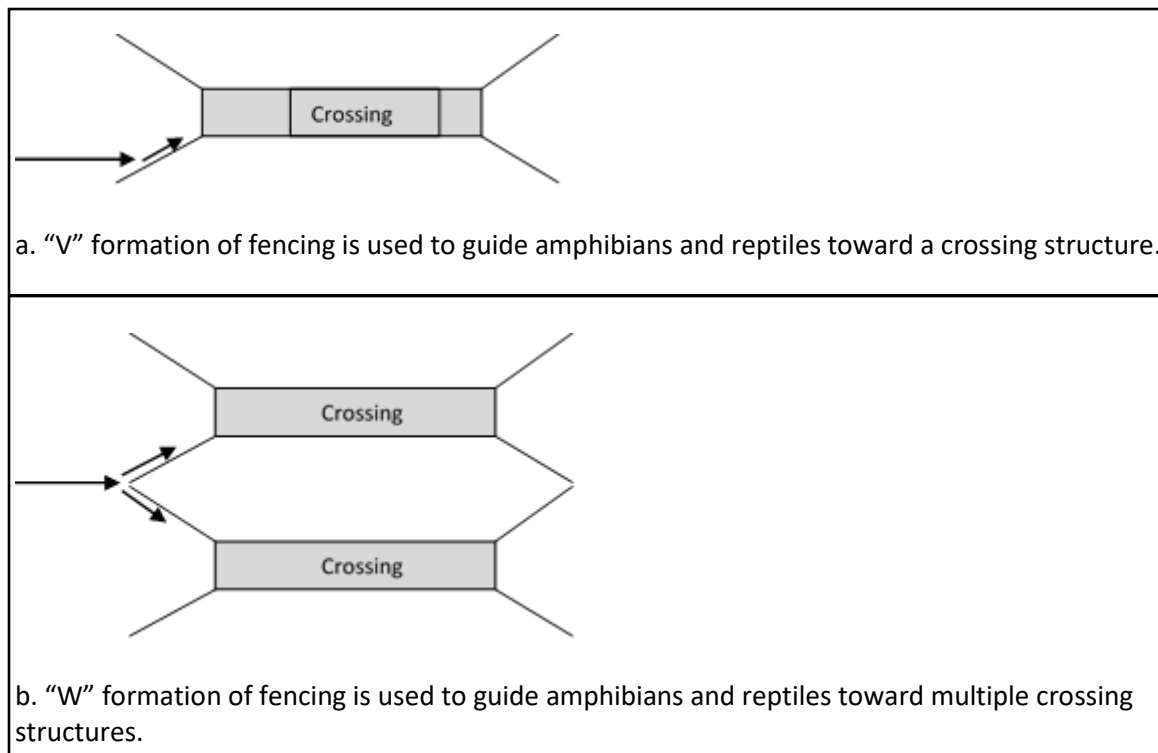 Crossing
a. “V” formation of fencing is used to guide amphibians and reptiles toward a crossing structure.
Crossing
Crossing
b. “W” formation of fencing is used to guide amphibians and reptiles toward multiple crossing
structures.